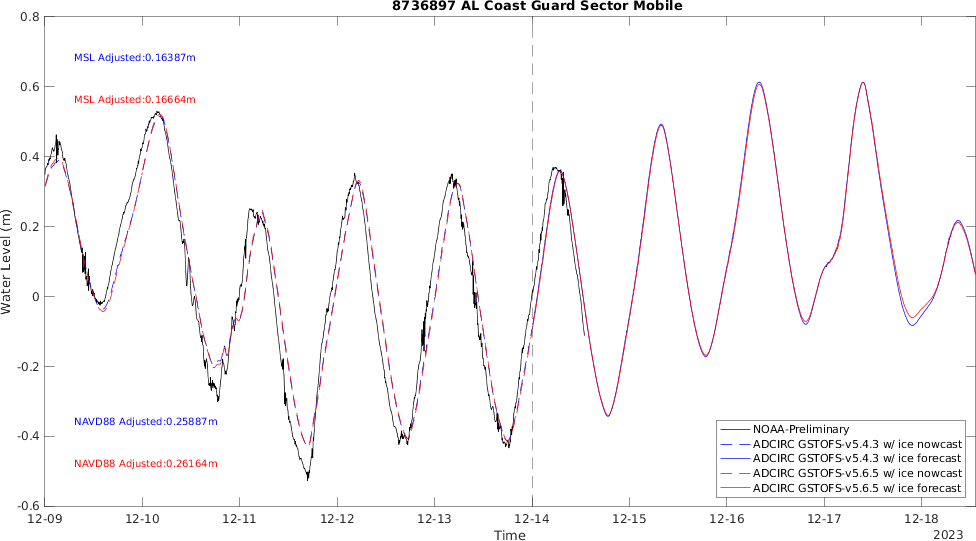 8736897 AL Coast Guard Sector Mobile
0.8
0.6
0.4
0.2
0
-0.2
-0.4
-0.6
Water Level (m)
MSL Adjusted:0.16387m
MSL Adjusted:0.16664m
NAVD88 Adjusted:0.25887m
NAVD88 Adjusted:0.26164m
NOAA-Preliminary
ADCIRC GSTOFS-v5.4.3 w/ ice nowcast
ADCIRC GSTOFS-v5.4.3 w/ ice forecast
ADCIRC GSTOFS-v5.6.5 w/ ice nowcast
ADCIRC GSTOFS-v5.6.5 w/ ice forecast
12-09 12-10 12-11 12-12 12-13 12-14 12-15 12-16 12-17 12-18
Time
2023